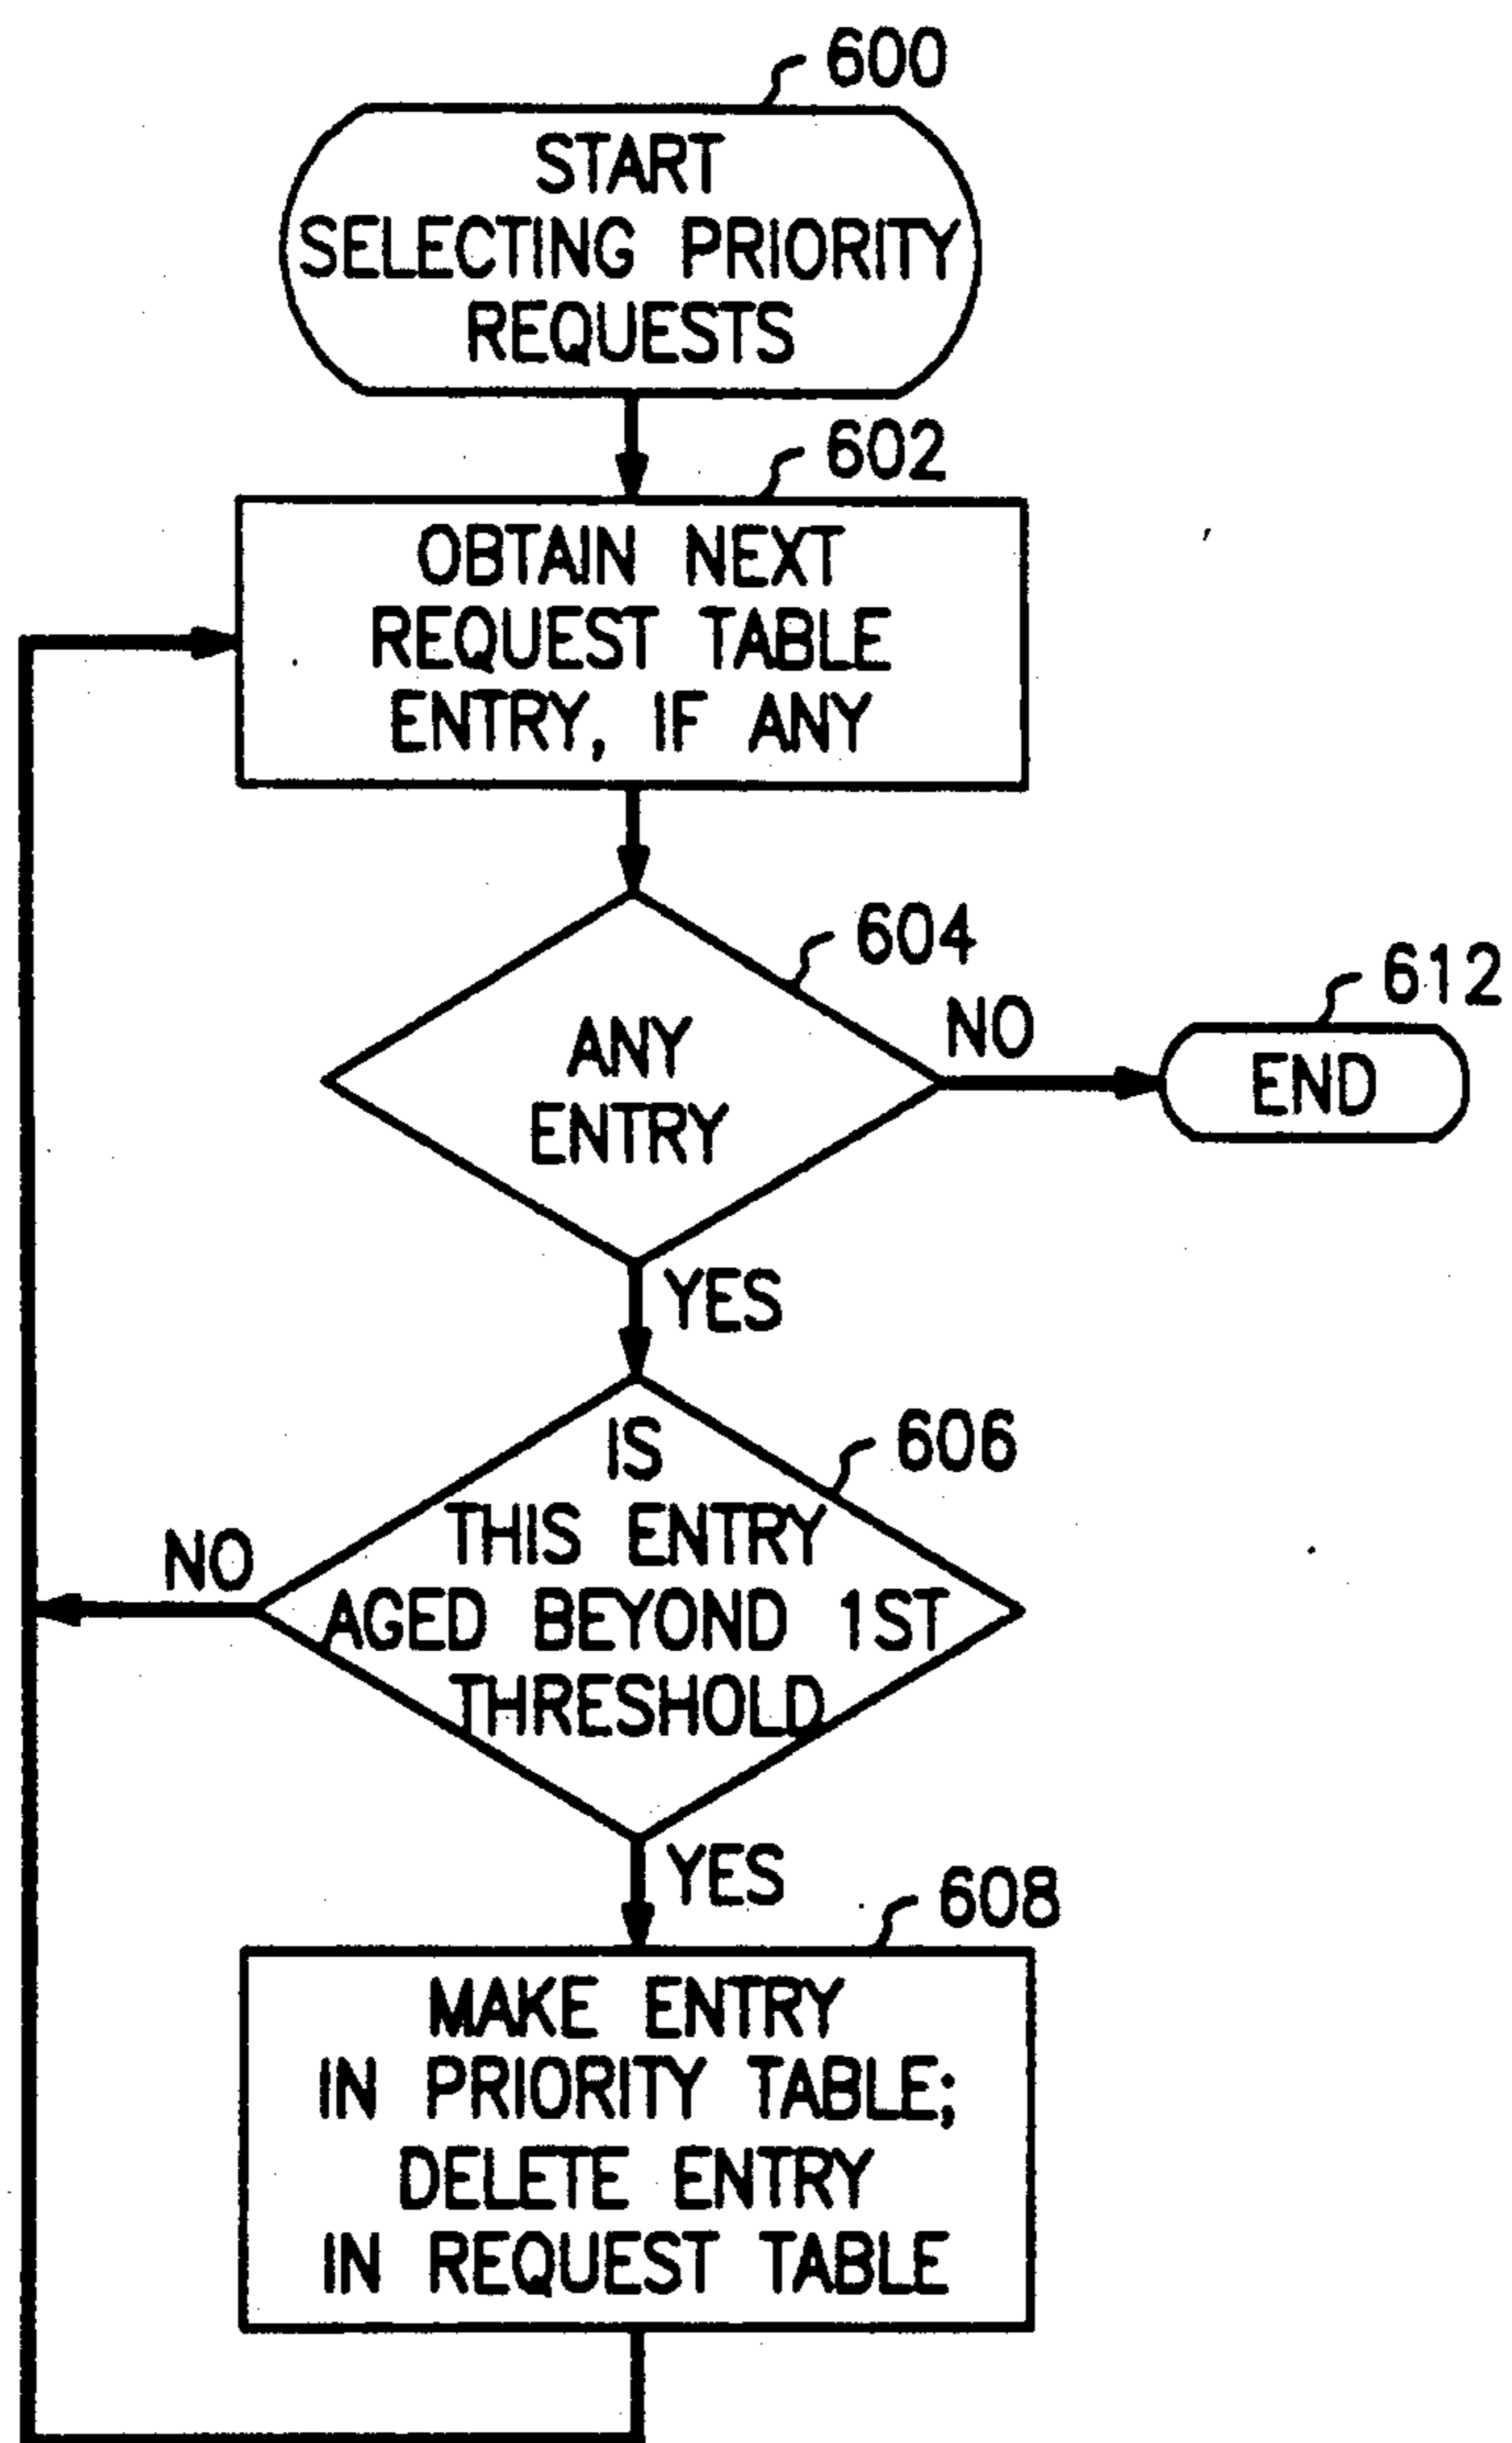 600
START
SELECTING PRIORITY
REQUESTS
602
OBTAIN NEXT
REQUEST TABLE
ENTRY, IF ANY
604
ANY
ENTRY
NO
612
END
YES
606
IS
THIS ENTRY
AGED BEYOND 1ST
THRESHOLD
NO
YES
608
MAKE ENTRY
IN PRIORITY TABLE;
DELETE ENTRY
IN REQUEST TABLE